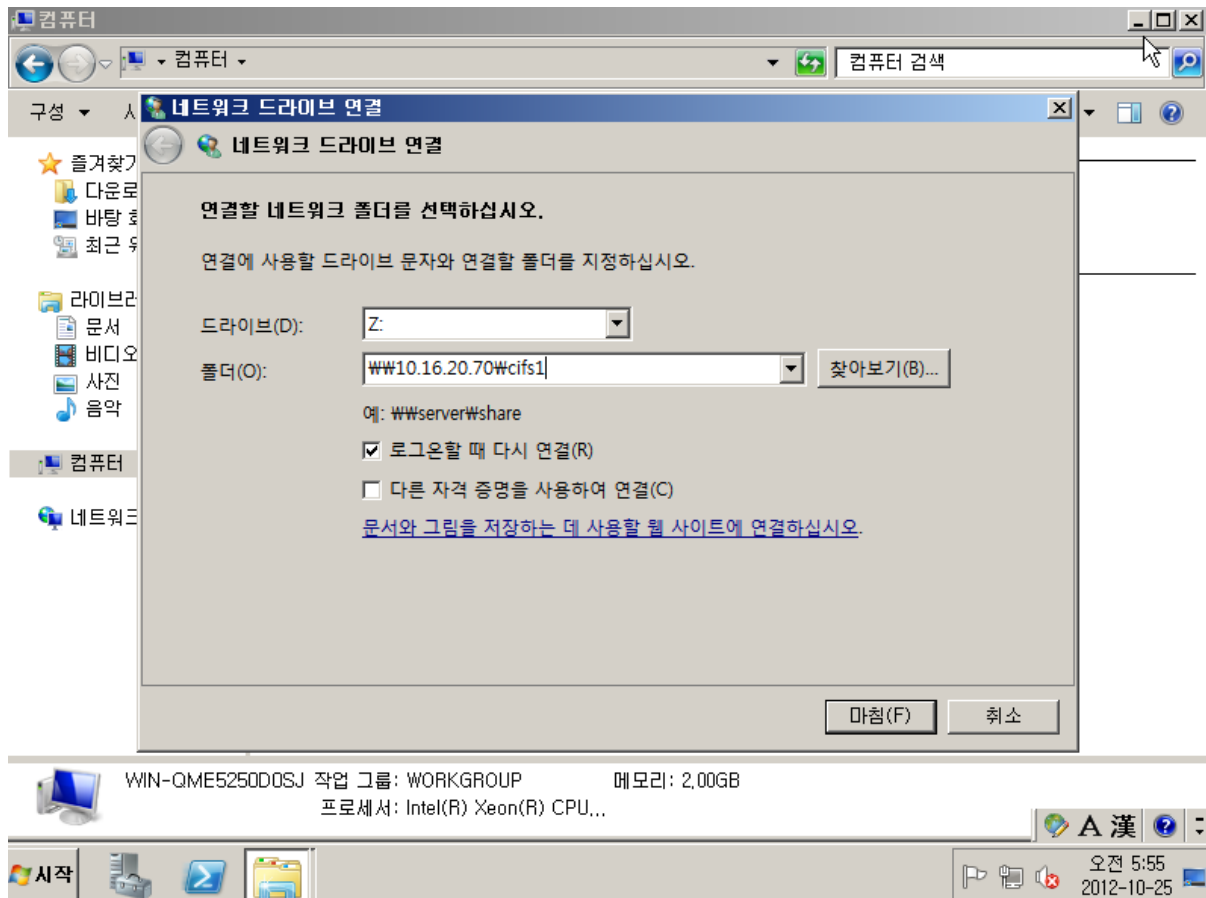 컴퓨터
컴퓨터
컴퓨터 검색
구성
네트워크 드라이브 연결
네트워크 드라이브 연결
즐겨찾기
바탕
최근
라이브러
문서
비디오
사진
음악
컴퓨터
네트워크
연결할 네트워크 폴더를 선택하십시오.
연결에 사용할 드라이브 문자와 연결할 폴더를 지정하십시오.
드라이브(D):
Z:
폴더(O):
₩₩10.16.20.70₩cifs1
찾아보기(B)...
예: ₩₩server₩share
로그온할 때 다시 연결(R)
다른 자격 증명을 사용하여 연결(C)
문서와 그림을 저장하는 데 사용할 웹 사이트에 연결하십시오.
마침(F)
취소
WIN-QME5250D0SJ 작업 그룹: WORKGROUP 메모리: 2,00GB
프로세서: Intel(R) Xeon(R) CPU...
A 漢
시작
오전 5:55
2012-10-25